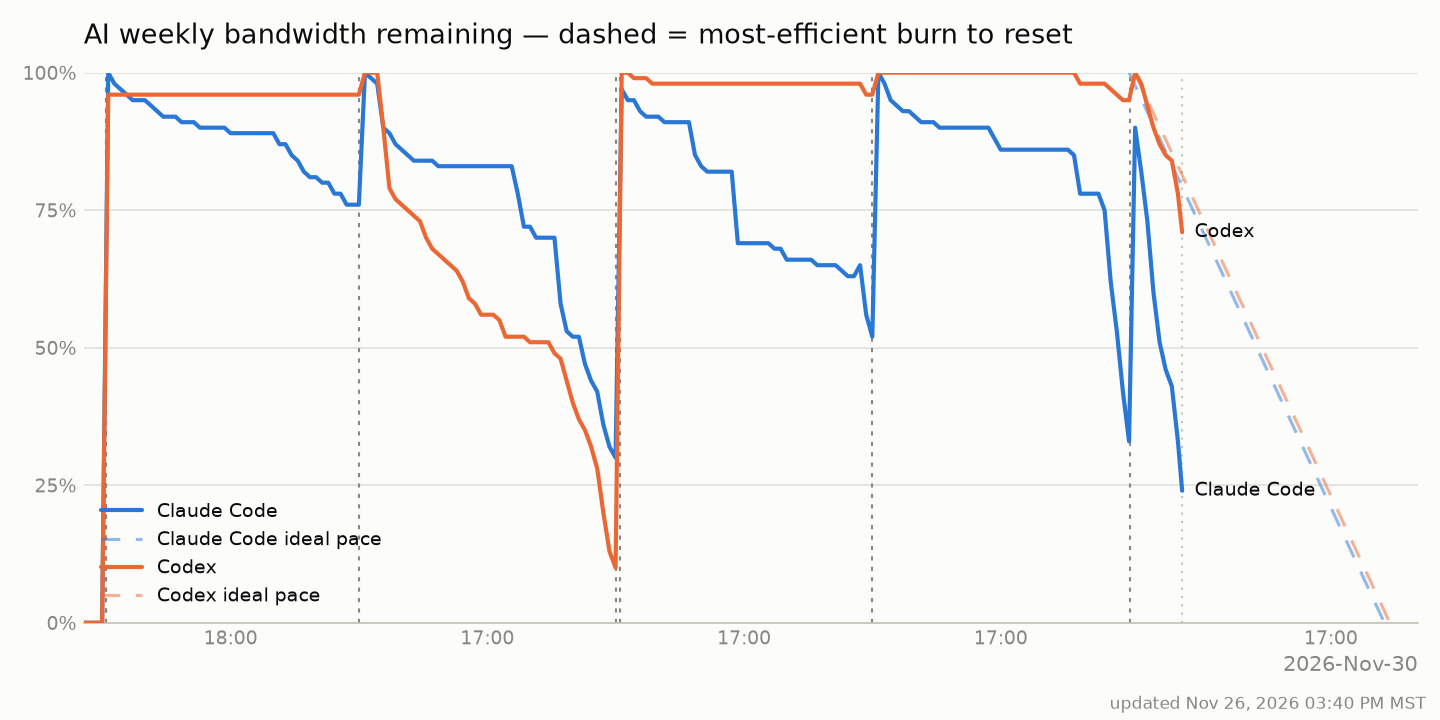 AI weekly bandwidth remaining — dashed = most-efficient burn to reset
100%
75%
50%
25%
0%
Codex
Claude Code
Claude Code
Claude Code ideal pace
Codex
Codex ideal pace
18:00 17:00 17:00 17:00 17:00
2026-Nov-30
updated Nov 26, 2026 03:40 PM MST